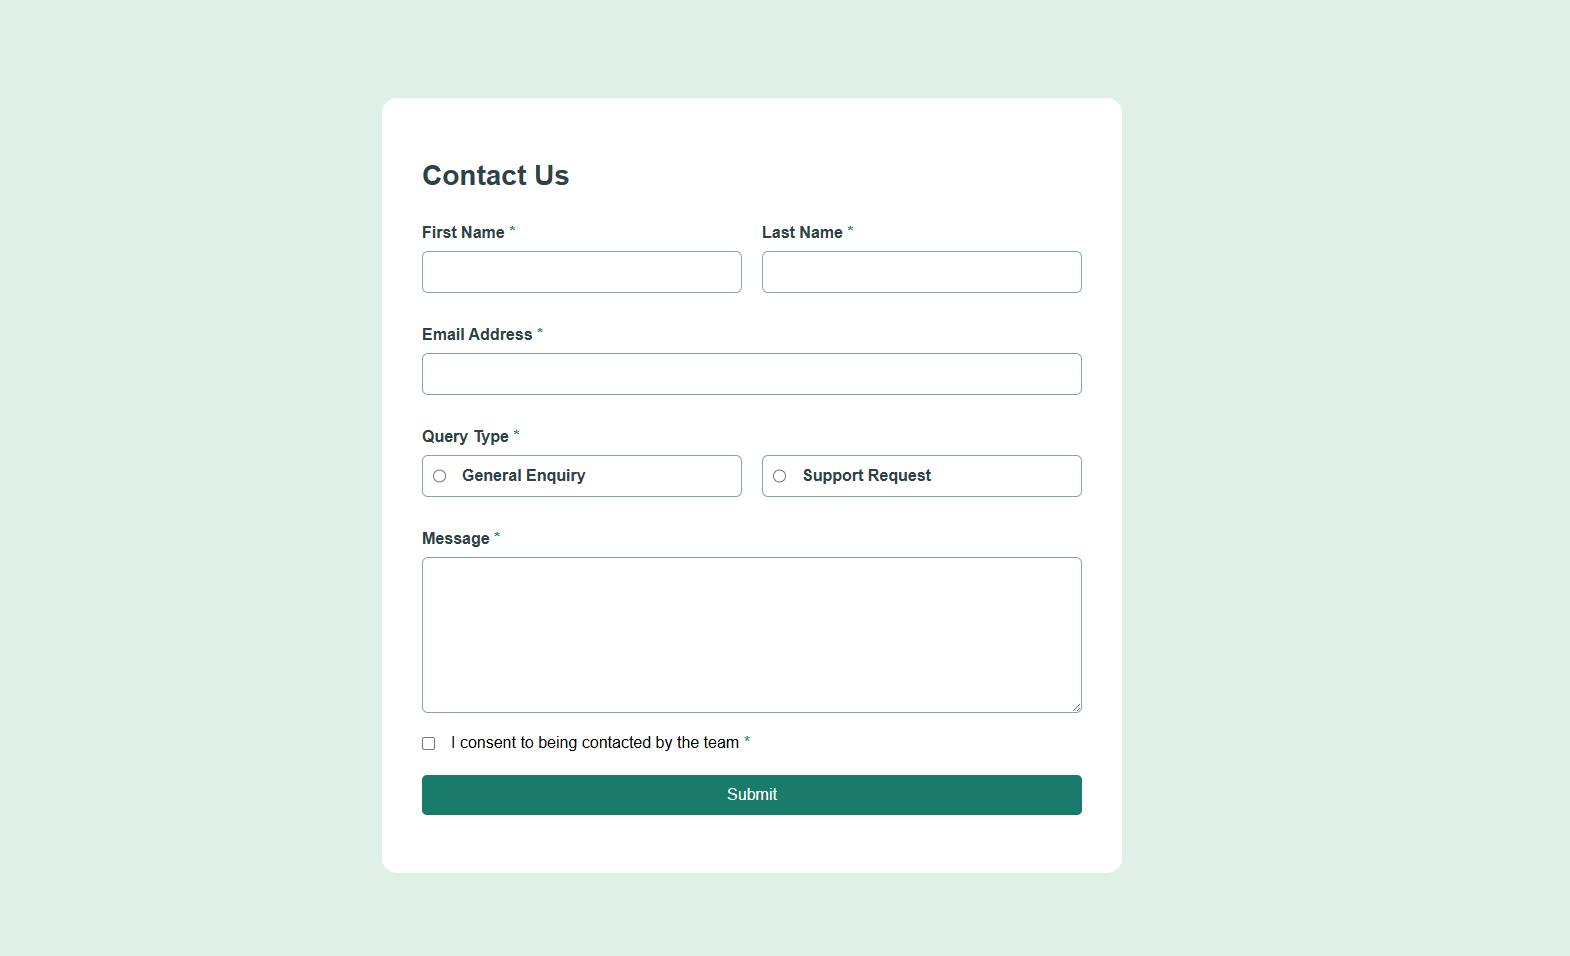 Contact Us
First Name *
Last Name *
Email Address *
Query Type *
General Enquiry
Support Request
Message *
I consent to being contacted by the team *
Submit